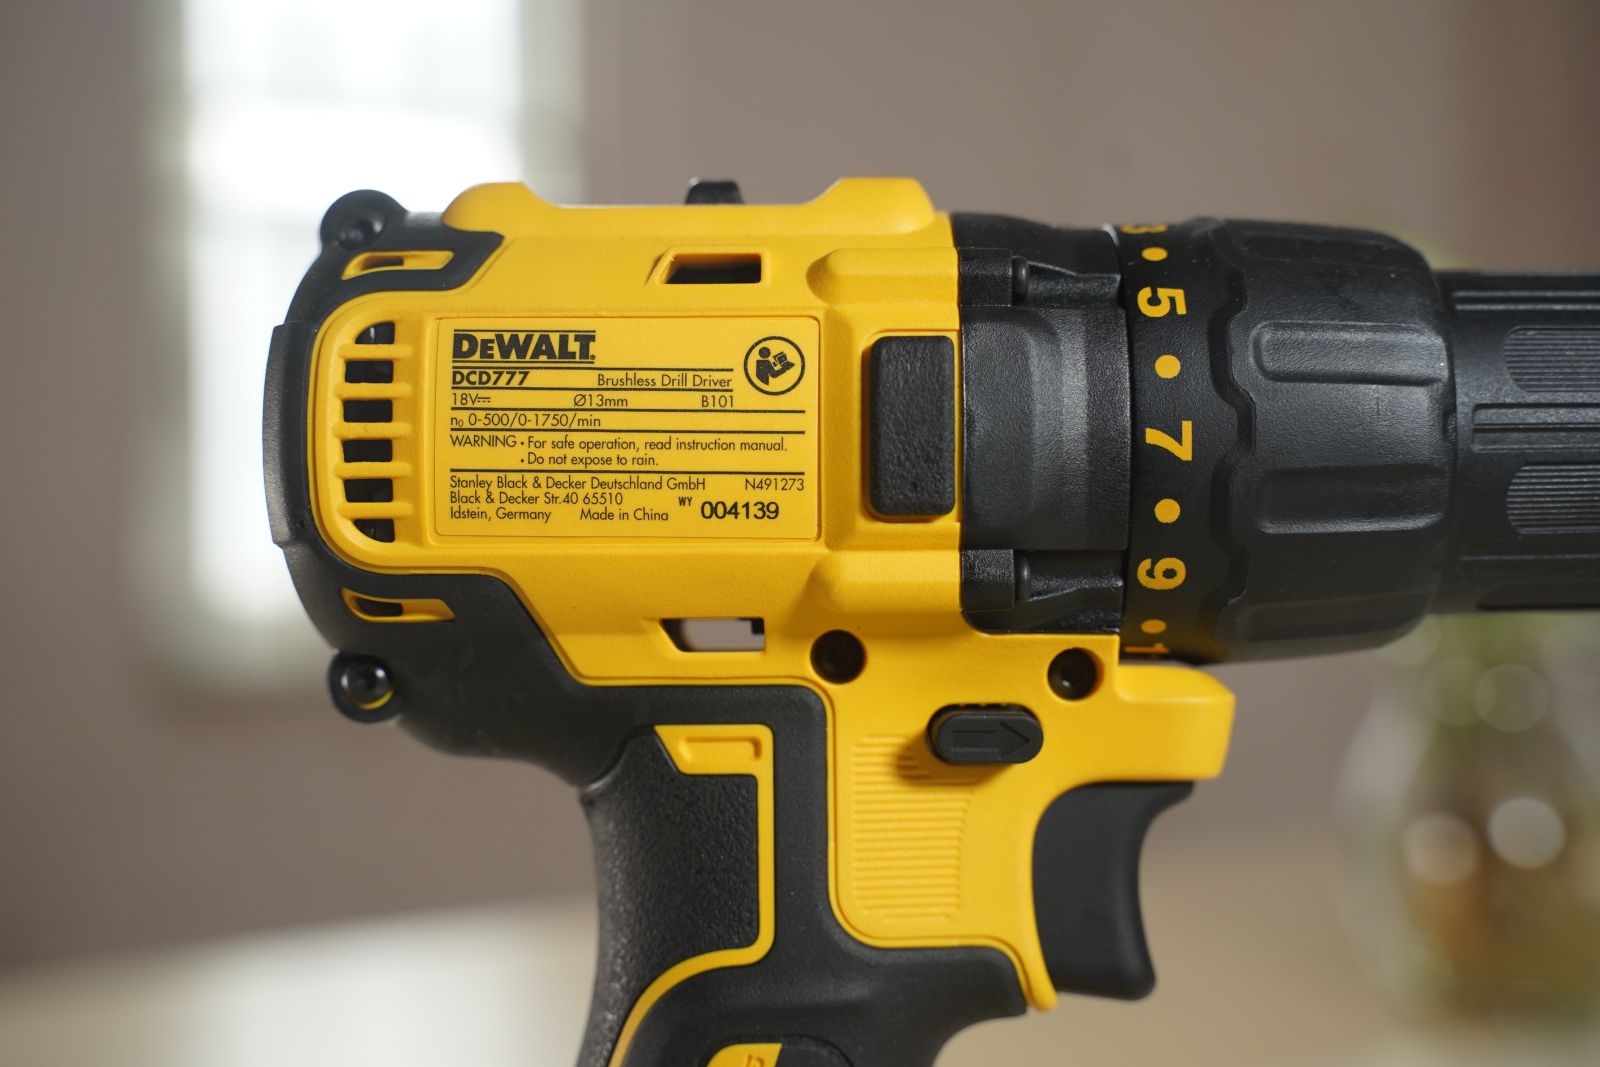 DEWALT
DCD777 Brushless Drill Driver
18V⎓ Ø13mm B101
n₀ 0-500/0-1750/min
WARNING • For safe operation, read instruction manual.
• Do not expose to rain.
Stanley Black & Decker Deutschland GmbH N491273
Black & Decker Str.40 65510
Idstein, Germany Made in China WY 004139
3
5
7
9